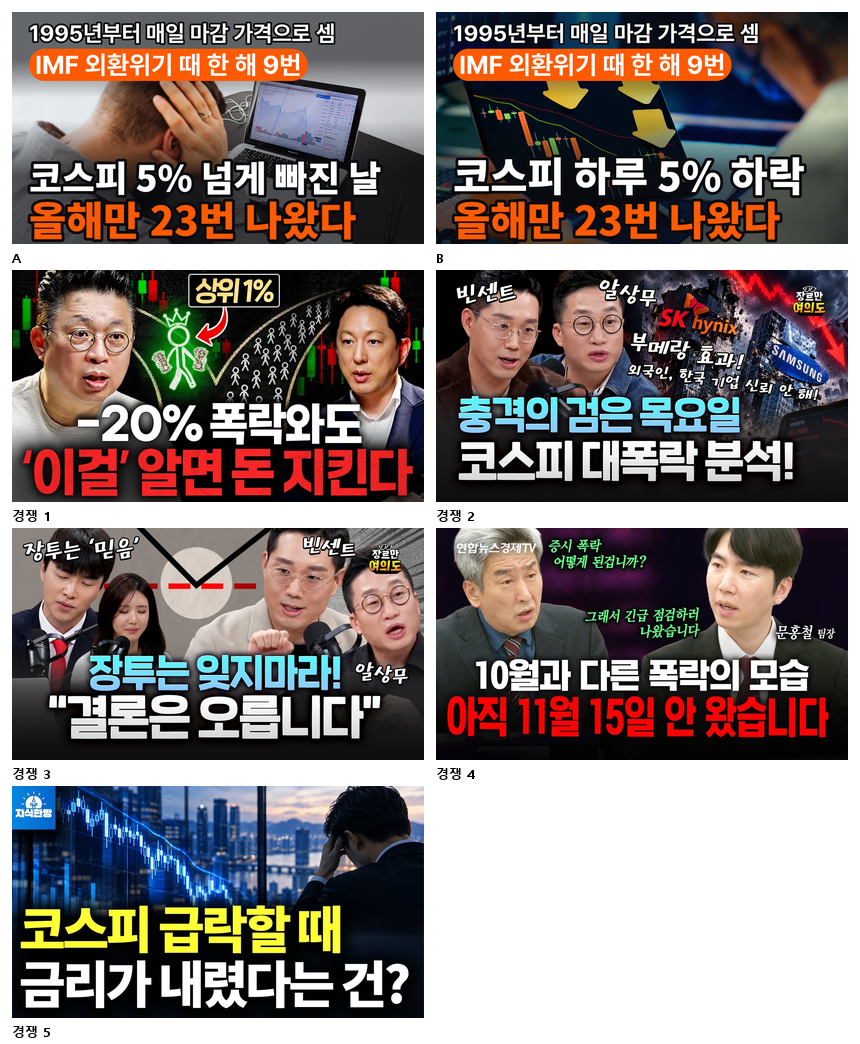 1995년부터 매일 마감 가격으로 셈
IMF 외환위기 때 한 해 9번
코스피 5% 넘게 빠진 날
올해만 23번 나왔다
A
1995년부터 매일 마감 가격으로 셈
IMF 외환위기 때 한 해 9번
코스피 하루 5% 하락
올해만 23번 나왔다
B
상위 1%
-20% 폭락와도
'이걸' 알면 돈 지킨다
경쟁 1
빈센트
알상무
장르만
여의도
SK hynix
부메랑 효과!
외국인, 한국 기업 신뢰 안 해!
SAMSUNG
충격의 검은 목요일
코스피 대폭락 분석!
경쟁 2
장투는 '믿음'
빈센트
장르만
여의도
알상무
장투는 잊지마라!
"결론은 오릅니다"
경쟁 3
연합뉴스경제TV
증시 폭락
어떻게 된겁니까?
그래서 긴급 점검하러
나왔습니다
문홍철 팀장
10월과 다른 폭락의 모습
아직 11월 15일 안 왔습니다
경쟁 4
지식한방
코스피 급락할 때
금리가 내렸다는 건?
경쟁 5